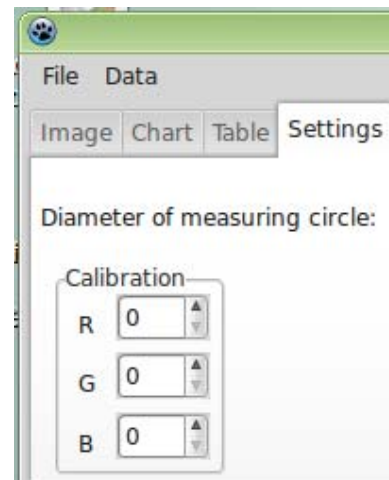 File Data
Image Chart Table Settings
Diameter of measuring circle:
Calibration
R 0
G 0
B 0